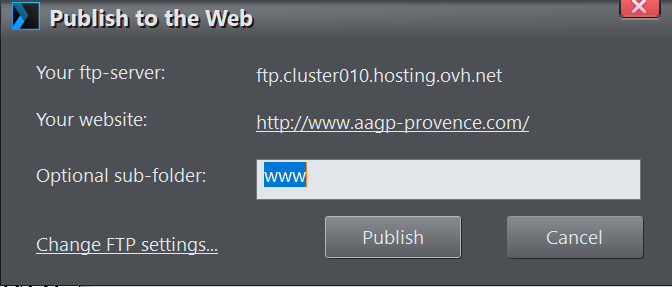 Publish to the Web
Your ftp-server: ftp.cluster010.hosting.ovh.net
Your website: http://www.aagp-provence.com/
Optional sub-folder: www
Change FTP settings... Publish Cancel